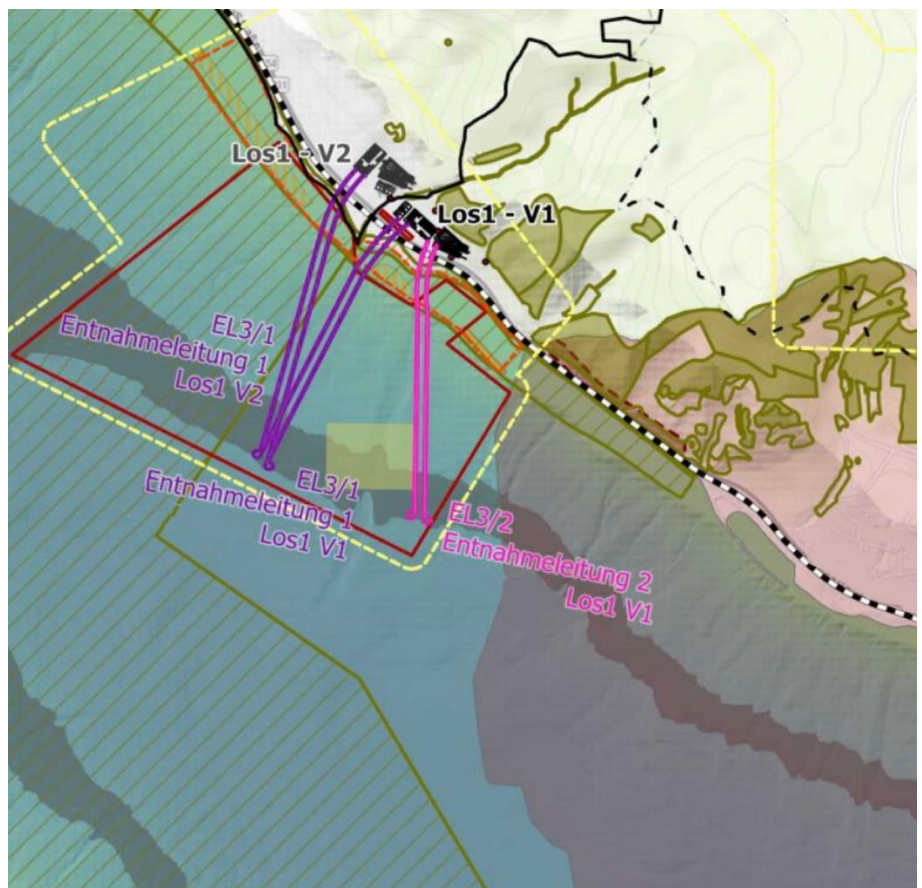 Los1 - V2
Los1 - V1
EL3/1
Entnahmeleitung 1
Los1 V2
EL3/1
Entnahmeleitung 1
Los1 V1
EL3/2
Entnahmeleitung 2
Los1 V1